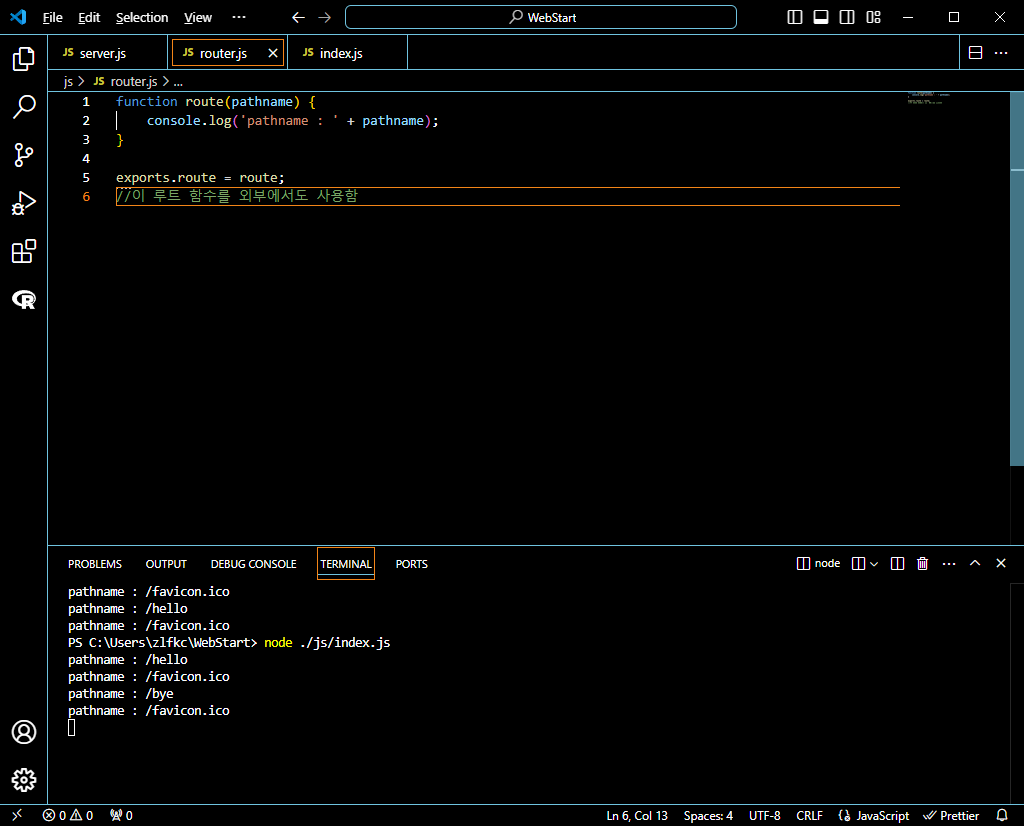 File Edit Selection View ··· WebStart
JS server.js JS router.js JS index.js
js > JS router.js > ...
1 function route(pathname) {
2 console.log('pathname : ' + pathname);
3 }
4
5 exports.route = route;
6 //이 루트 함수를 외부에서도 사용함
PROBLEMS OUTPUT DEBUG CONSOLE TERMINAL PORTS node
pathname : /favicon.ico
pathname : /hello
pathname : /favicon.ico
PS C:\Users\zlfkc\WebStart> node ./js/index.js
pathname : /hello
pathname : /favicon.ico
pathname : /bye
pathname : /favicon.ico
0 0 0 Ln 6, Col 13 Spaces: 4 UTF-8 CRLF JavaScript Prettier